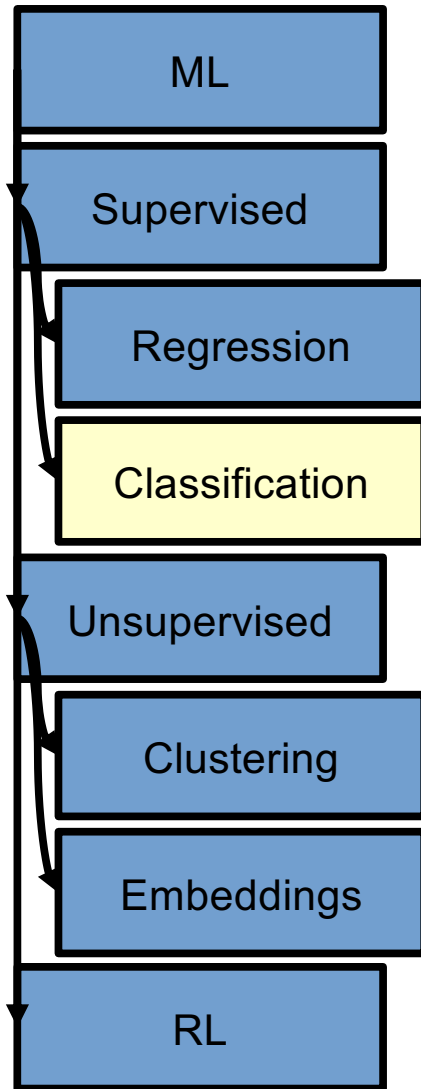 ML
Supervised
Regression
Classification
Unsupervised
Clustering
Embeddings
RL